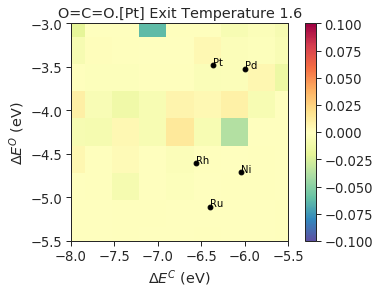 O=C=O.[Pt] Exit Temperature 1.6
−3.0
−3.5
−4.0
−4.5
−5.0
−5.5
ΔE^O (eV)
Pt
Pd
Rh
Ni
Ru
−8.0 −7.5 −7.0 −6.5 −6.0 −5.5
ΔE^C (eV)
0.100
0.075
0.050
0.025
0.000
−0.025
−0.050
−0.075
−0.100